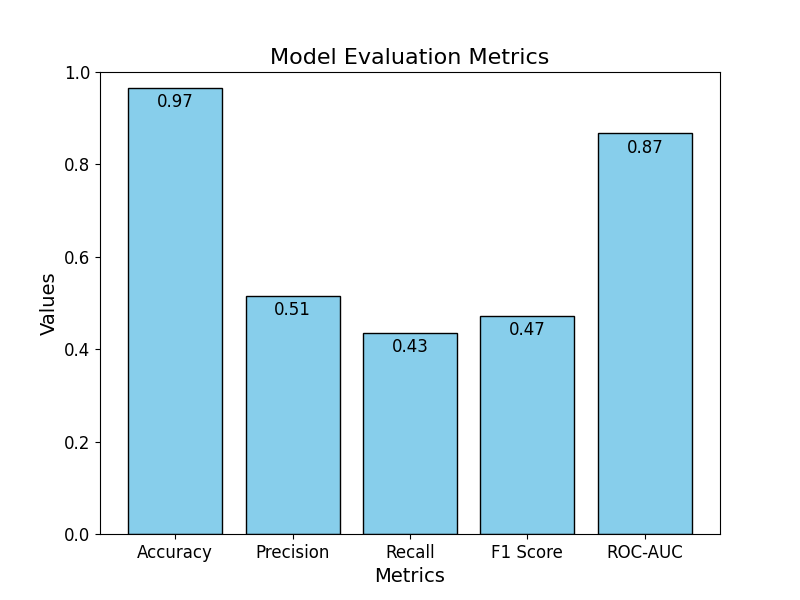 Model Evaluation Metrics
1.0
0.8
0.6
0.4
0.2
0.0
Values
0.97
0.51
0.43
0.47
0.87
Accuracy
Precision
Recall
F1 Score
ROC-AUC
Metrics